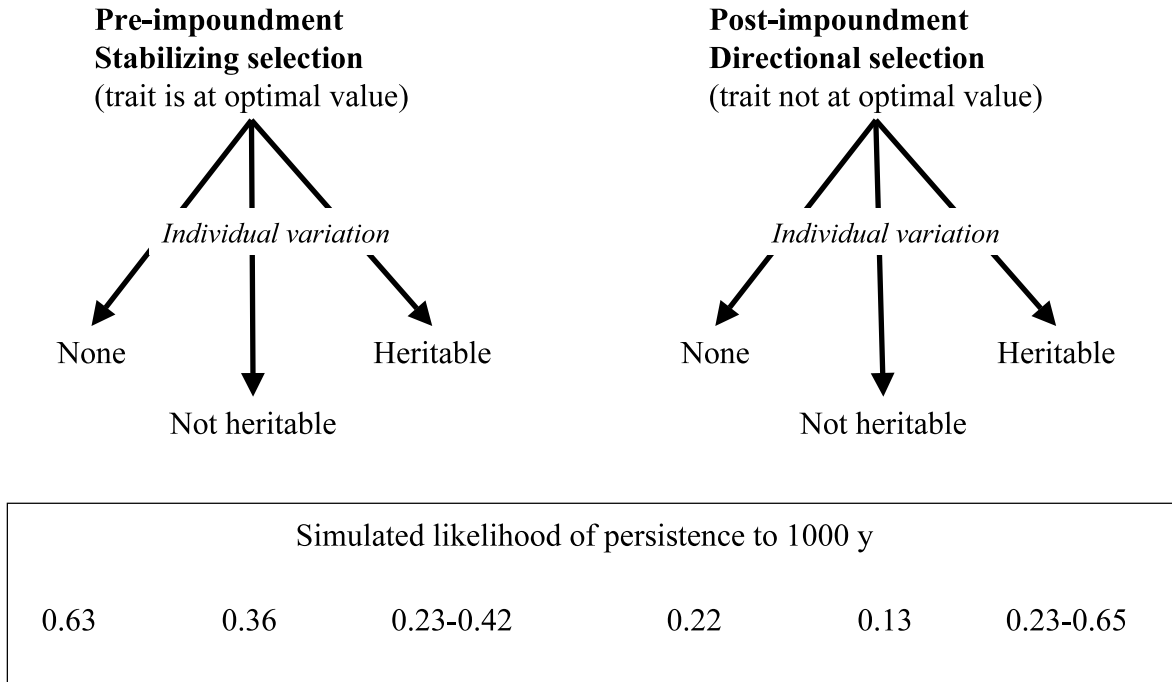 Pre-impoundment
Stabilizing selection
(trait is at optimal value)
Individual variation
None
Heritable
Not heritable
Post-impoundment
Directional selection
(trait not at optimal value)
Individual variation
None
Heritable
Not heritable
Simulated likelihood of persistence to 1000 y
0.63 0.36 0.23-0.42 0.22 0.13 0.23-0.65